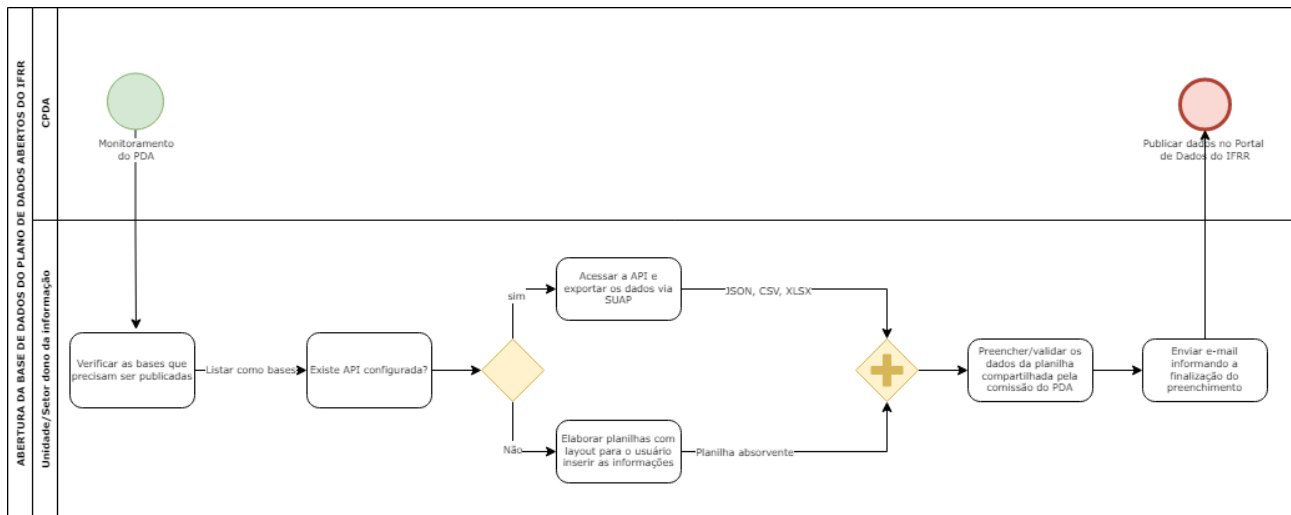 ABERTURA DA BASE DE DADOS DO PLANO DE DADOS ABERTOS DO IFRR
CPDA
Monitoramento
do PDA
Publicar dados no Portal
de Dados do IFRR
Unidade/Setor dono da informação
Verificar as bases que
precisam ser publicadas
Listar como bases
Existe API configurada?
sim
Acessar a API e
exportar os dados via
SUAP
JSON, CSV, XLSX
Não
Elaborar planilhas com
layout para o usuário
inserir as informações
Planilha absorvente
Preencher/validar os
dados da planilha
compartilhada pela
comissão do PDA
Enviar e-mail
informando a
finalização do
preenchimento